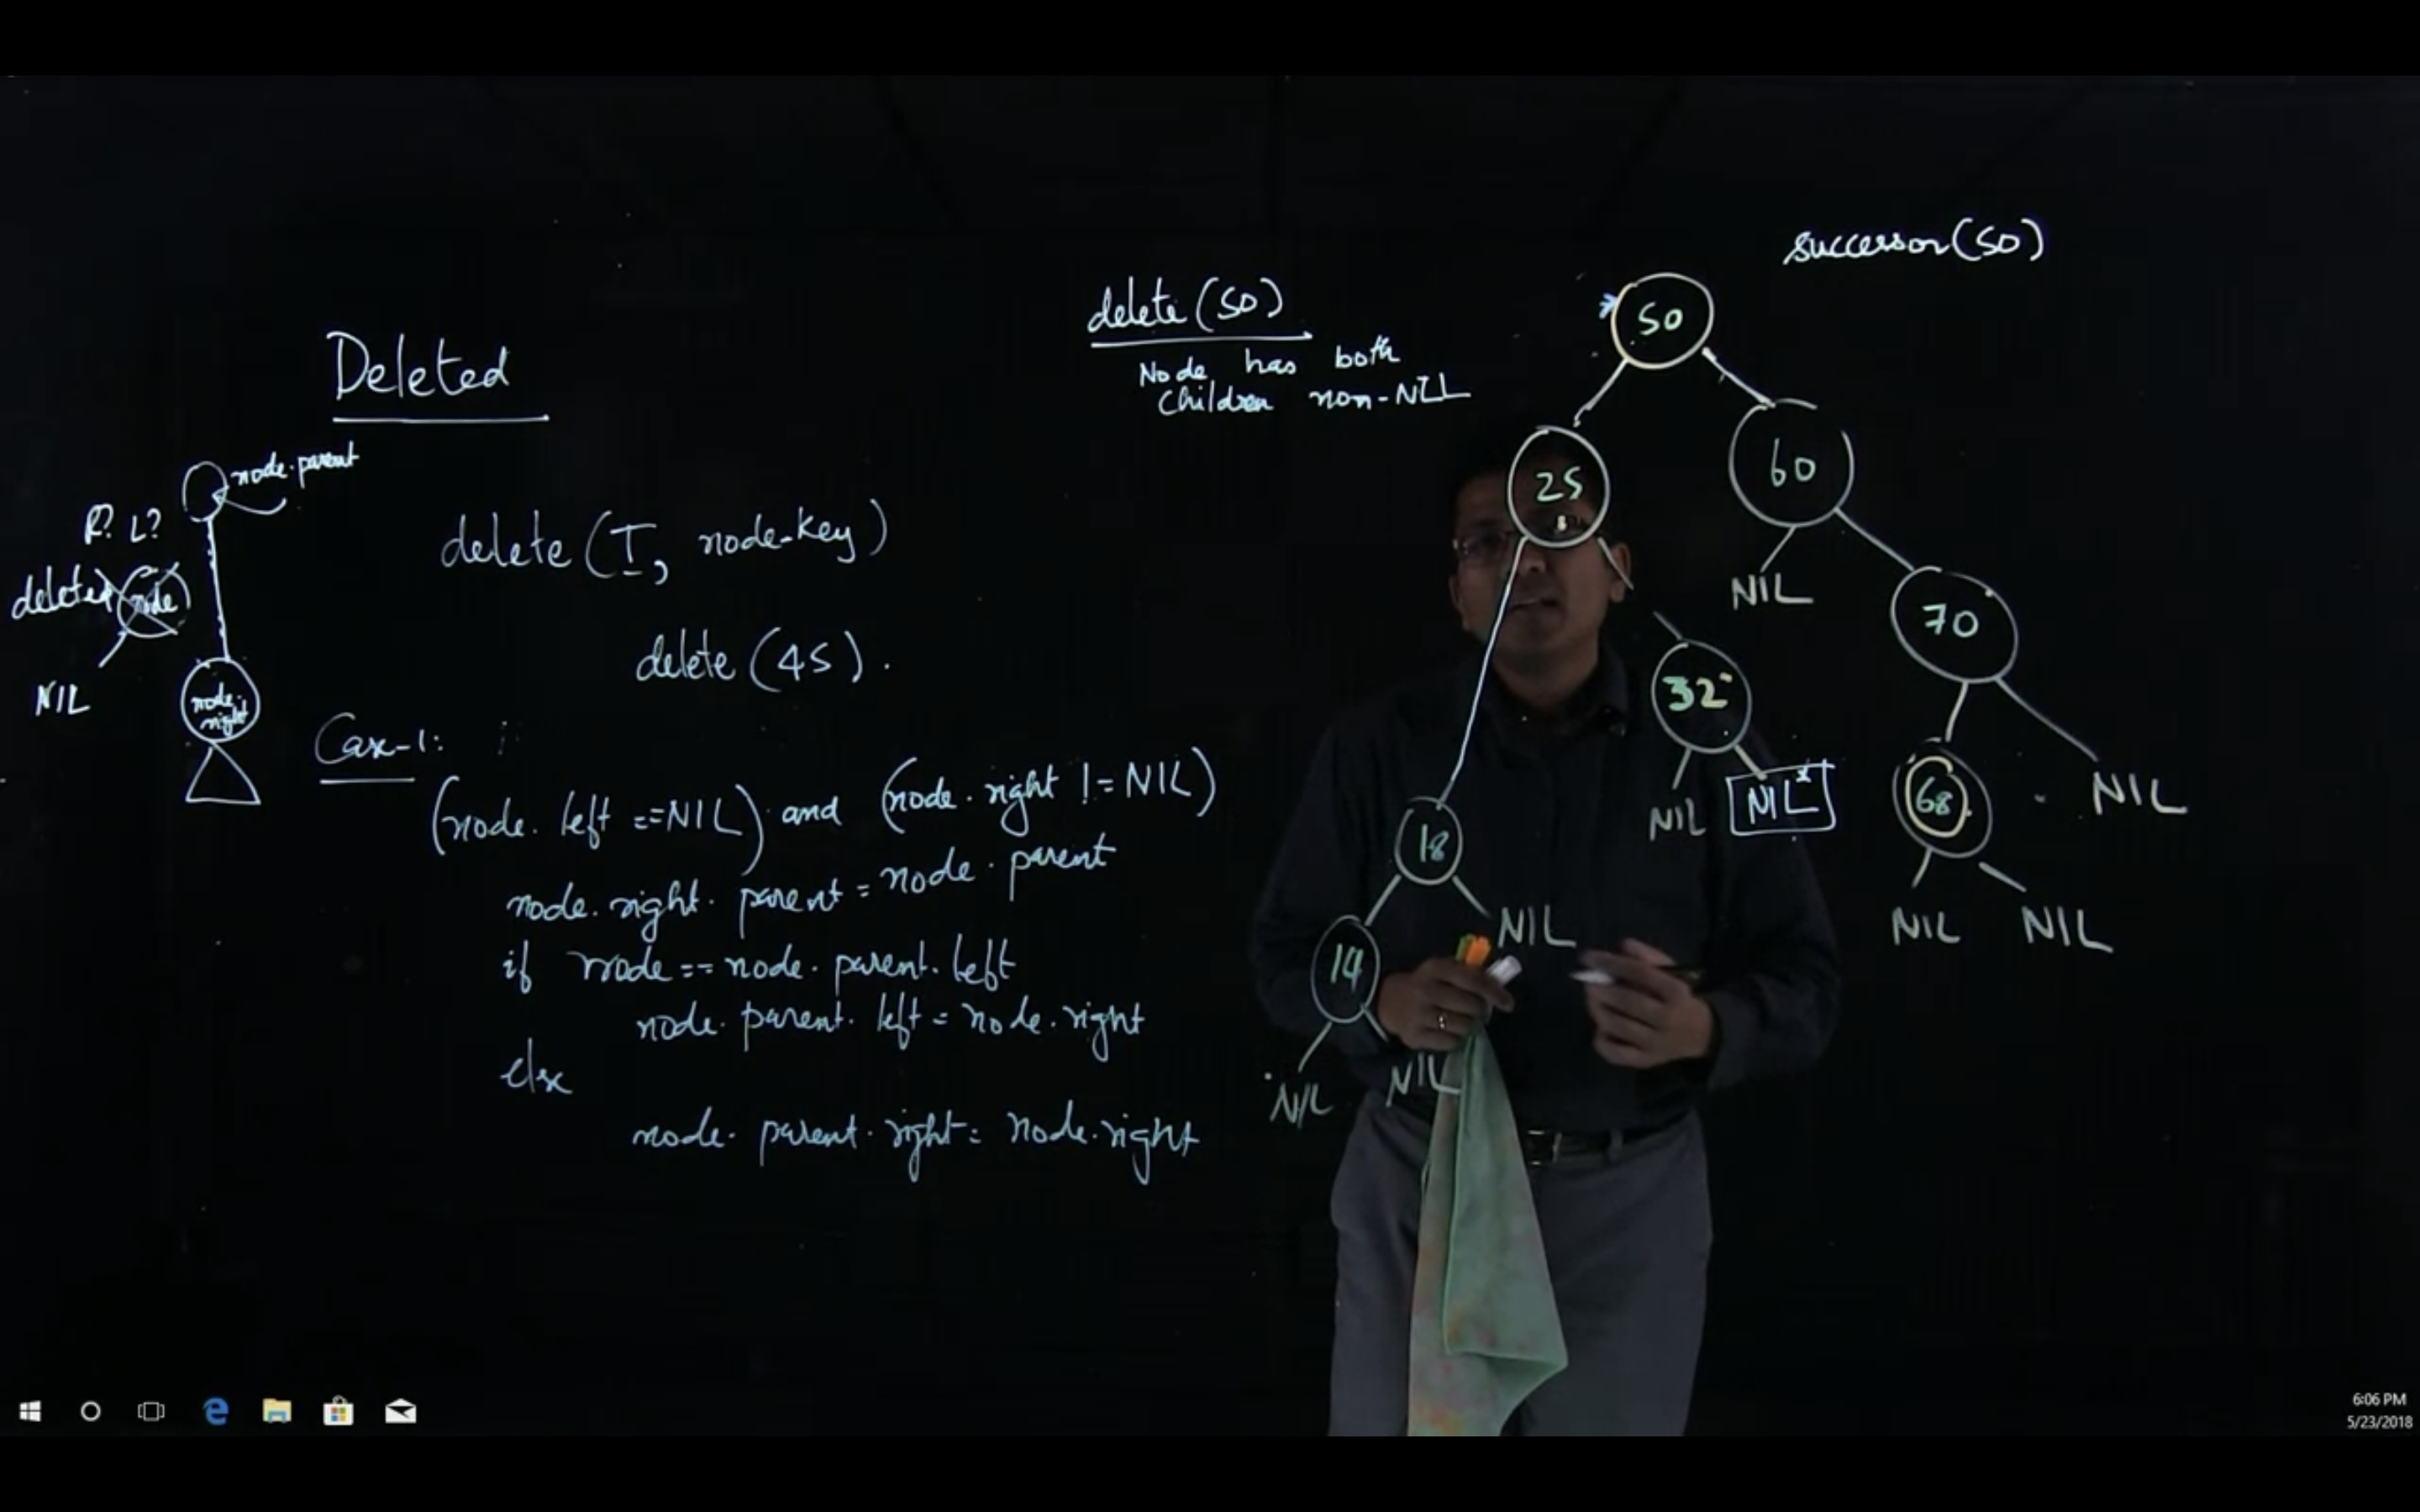 successor(50)
delete(50)
Node has both
Children non-NIL
Deleted
50
25
60
NIL
70
node.parent
R? L?
deleted
node
NIL
node.
right
delete(T, node-key)
delete(45).
32
NIL
NIL*
68
NIL
NIL
NIL
Case-1:
(node.left ==NIL) and (node.right != NIL)
node.right.parent = node.parent
if node == node.parent.left
node.parent.left = node.right
else
node.parent.right = node.right
18
NIL
14
NIL
NIL
6:06 PM
5/23/2018